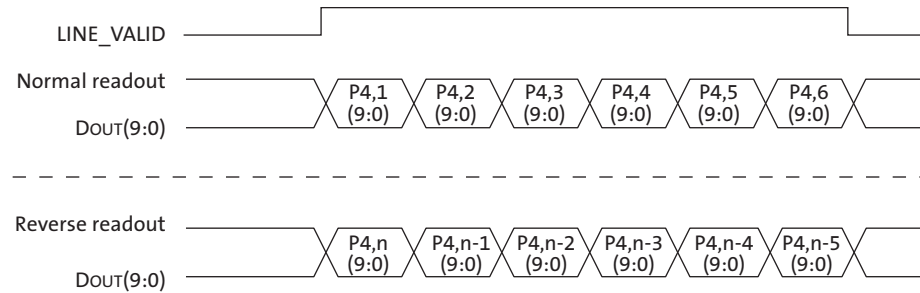 LINE_VALID
Normal readout
P4,1 P4,2 P4,3 P4,4 P4,5 P4,6
(9:0) (9:0) (9:0) (9:0) (9:0) (9:0)
DOUT(9:0)
Reverse readout
P4,n P4,n-1 P4,n-2 P4,n-3 P4,n-4 P4,n-5
(9:0) (9:0) (9:0) (9:0) (9:0) (9:0)
DOUT(9:0)